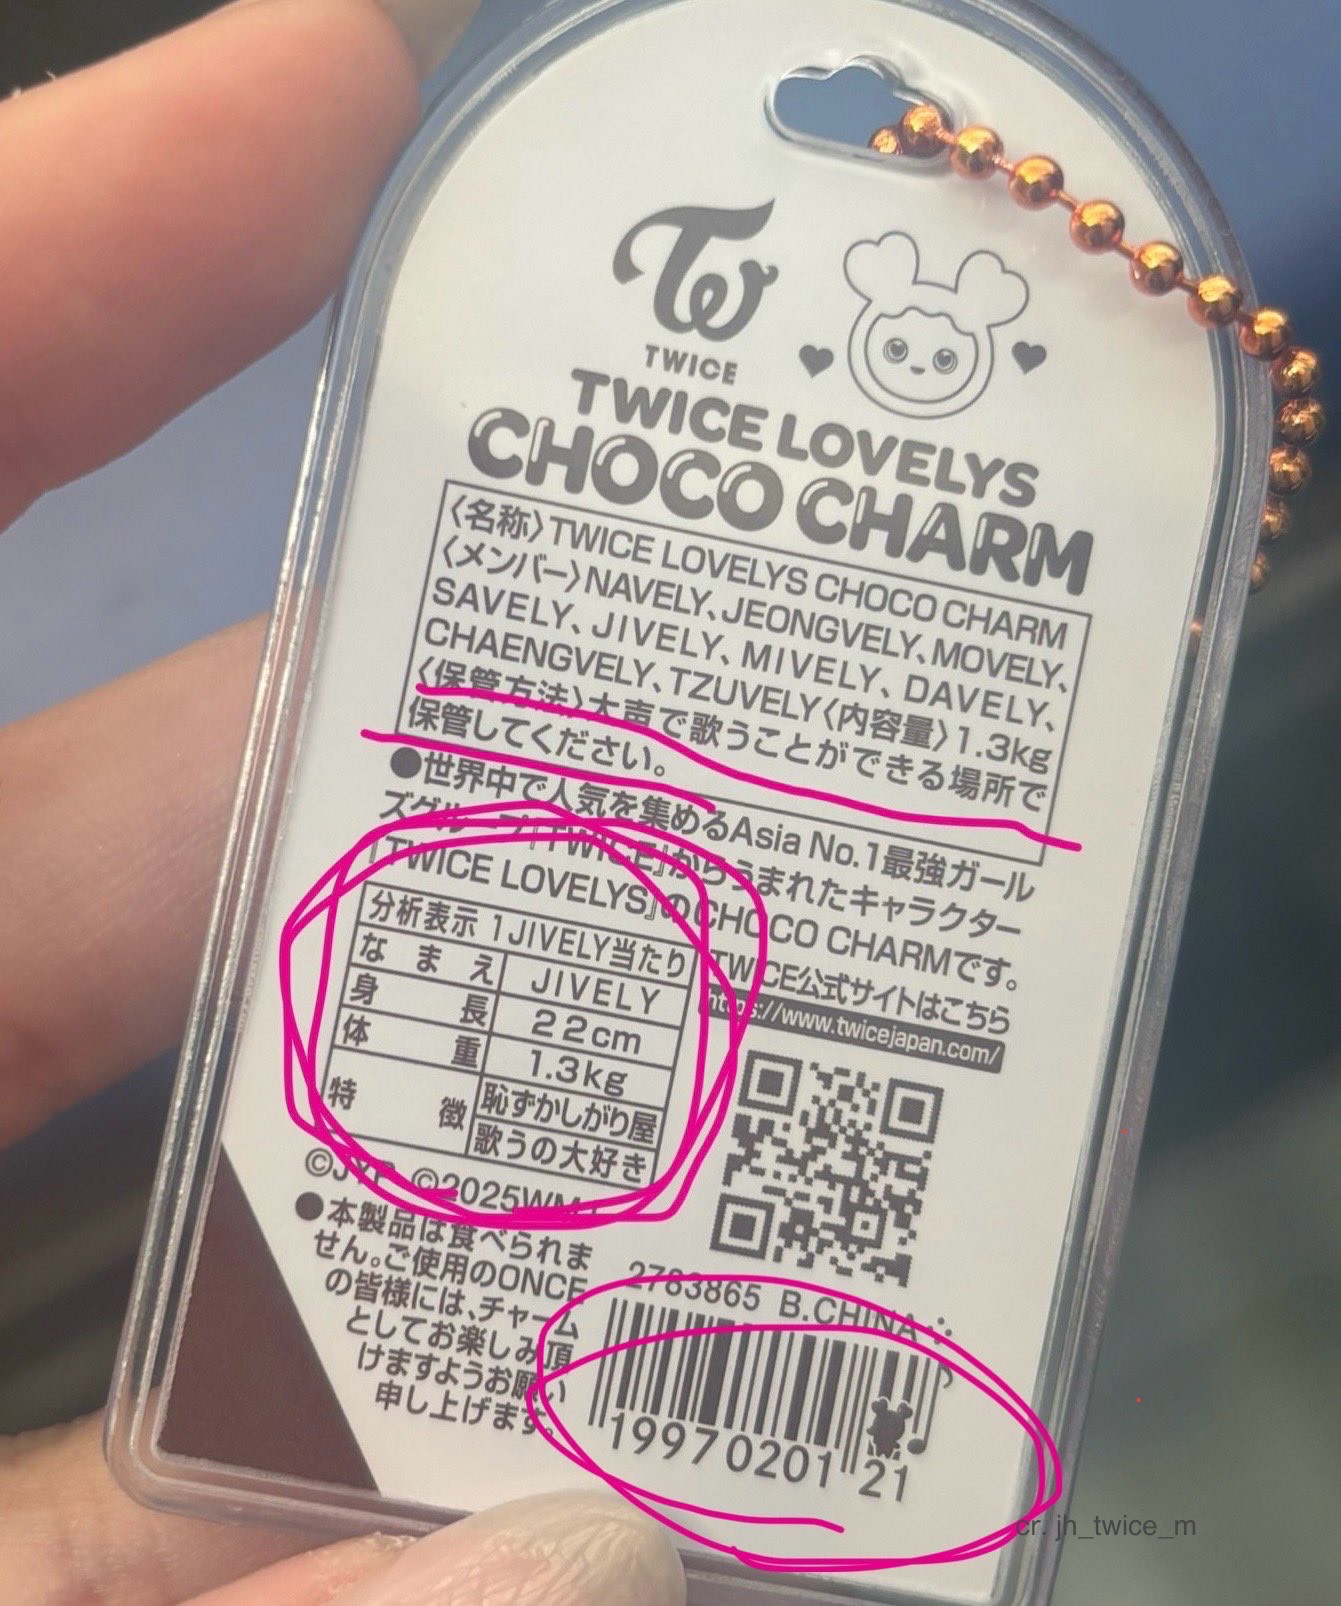 TWICE
TWICE LOVELYS
CHOCO CHARM
〈名称〉TWICE LOVELYS CHOCO CHARM
〈メンバー〉NAVELY、JEONGVELY、MOVELY、
SAVELY、JIVELY、MIVELY、DAVELY、
CHAENGVELY、TZUVELY〈内容量〉1.3kg
〈保管方法〉大声で歌うことができる場所で
保管してください。
●世界中で人気を集めるAsia No.1最強ガール
ズグループ『TWICE』からうまれたキャラクター
『TWICE LOVELYS』のCHOCO CHARMです。
分析表示 1JIVELY当たり
なまえ JIVELY
身長 22cm
体重 1.3kg
特徴 恥ずかしがり屋
歌うの大好き
TWICE公式サイトはこちら
https://www.twicejapan.com/
©JYP ©2025WMJ
●本製品は食べられま
せん。ご使用のONCE
の皆様には、チャーム
としてお楽しみ頂
けますようお願い
申し上げます。
2783865 B.CHINA
19970201 21
cr. jh_twice_m